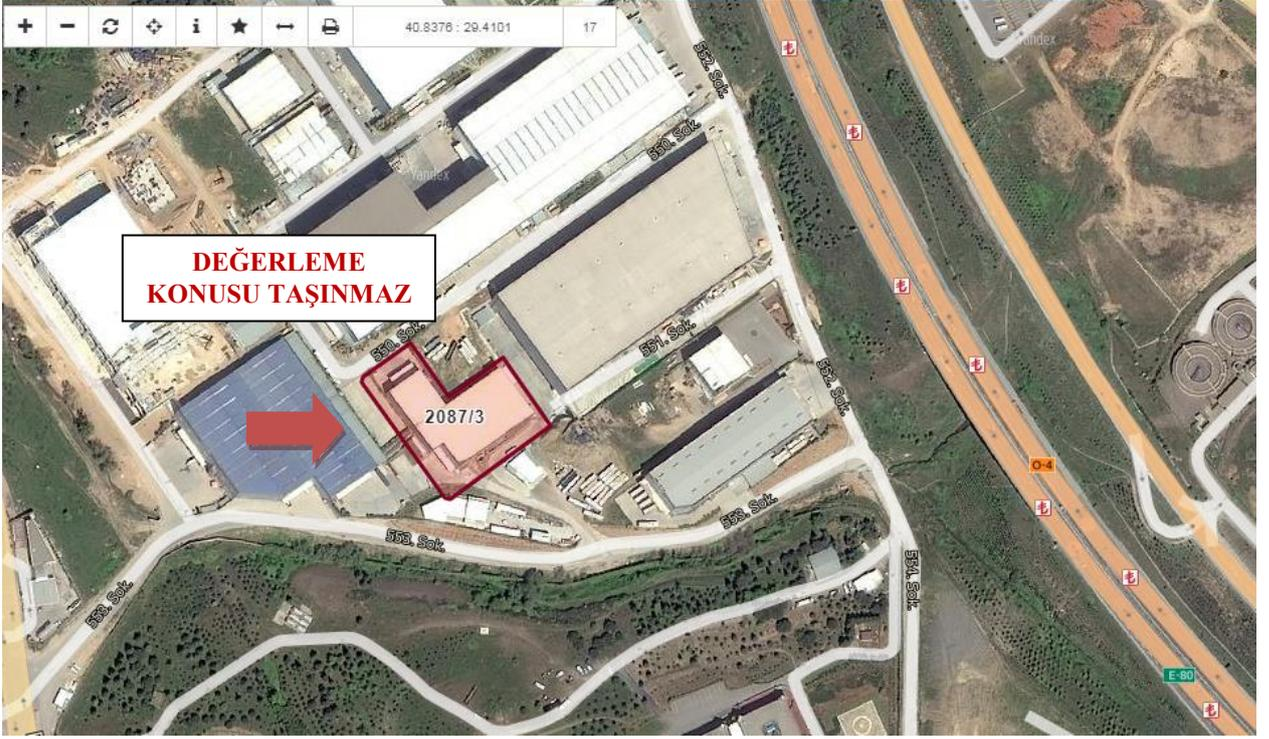 40.8376 : 29.4101
17
Yandex
552. Sok.
550. Sok.
Yandex
DEĞERLEME
KONUSU TAŞINMAZ
550. Sok.
551. Sok.
552. Sok.
2087/3
O-4
553. Sok.
553. Sok.
554. Sok.
553. Sok.
E-80